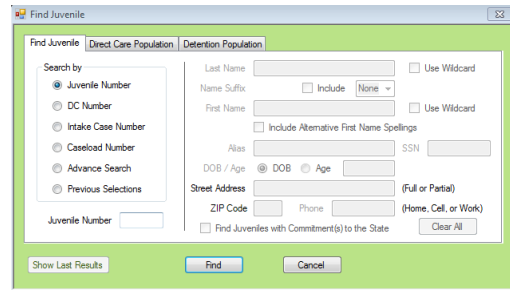 Find Juvenile
Find Juvenile Direct Care Population Detention Population
Search by
Juvenile Number
DC Number
Intake Case Number
Caseload Number
Advance Search
Previous Selections
Juvenile Number
Last Name Use Wildcard
Name Suffix Include None
First Name Use Wildcard
Include Alternative First Name Spellings
Alias SSN
DOB / Age DOB Age
Street Address (Full or Partial)
ZIP Code Phone (Home, Cell, or Work)
Find Juveniles with Commitment(s) to the State Clear All
Show Last Results Find Cancel